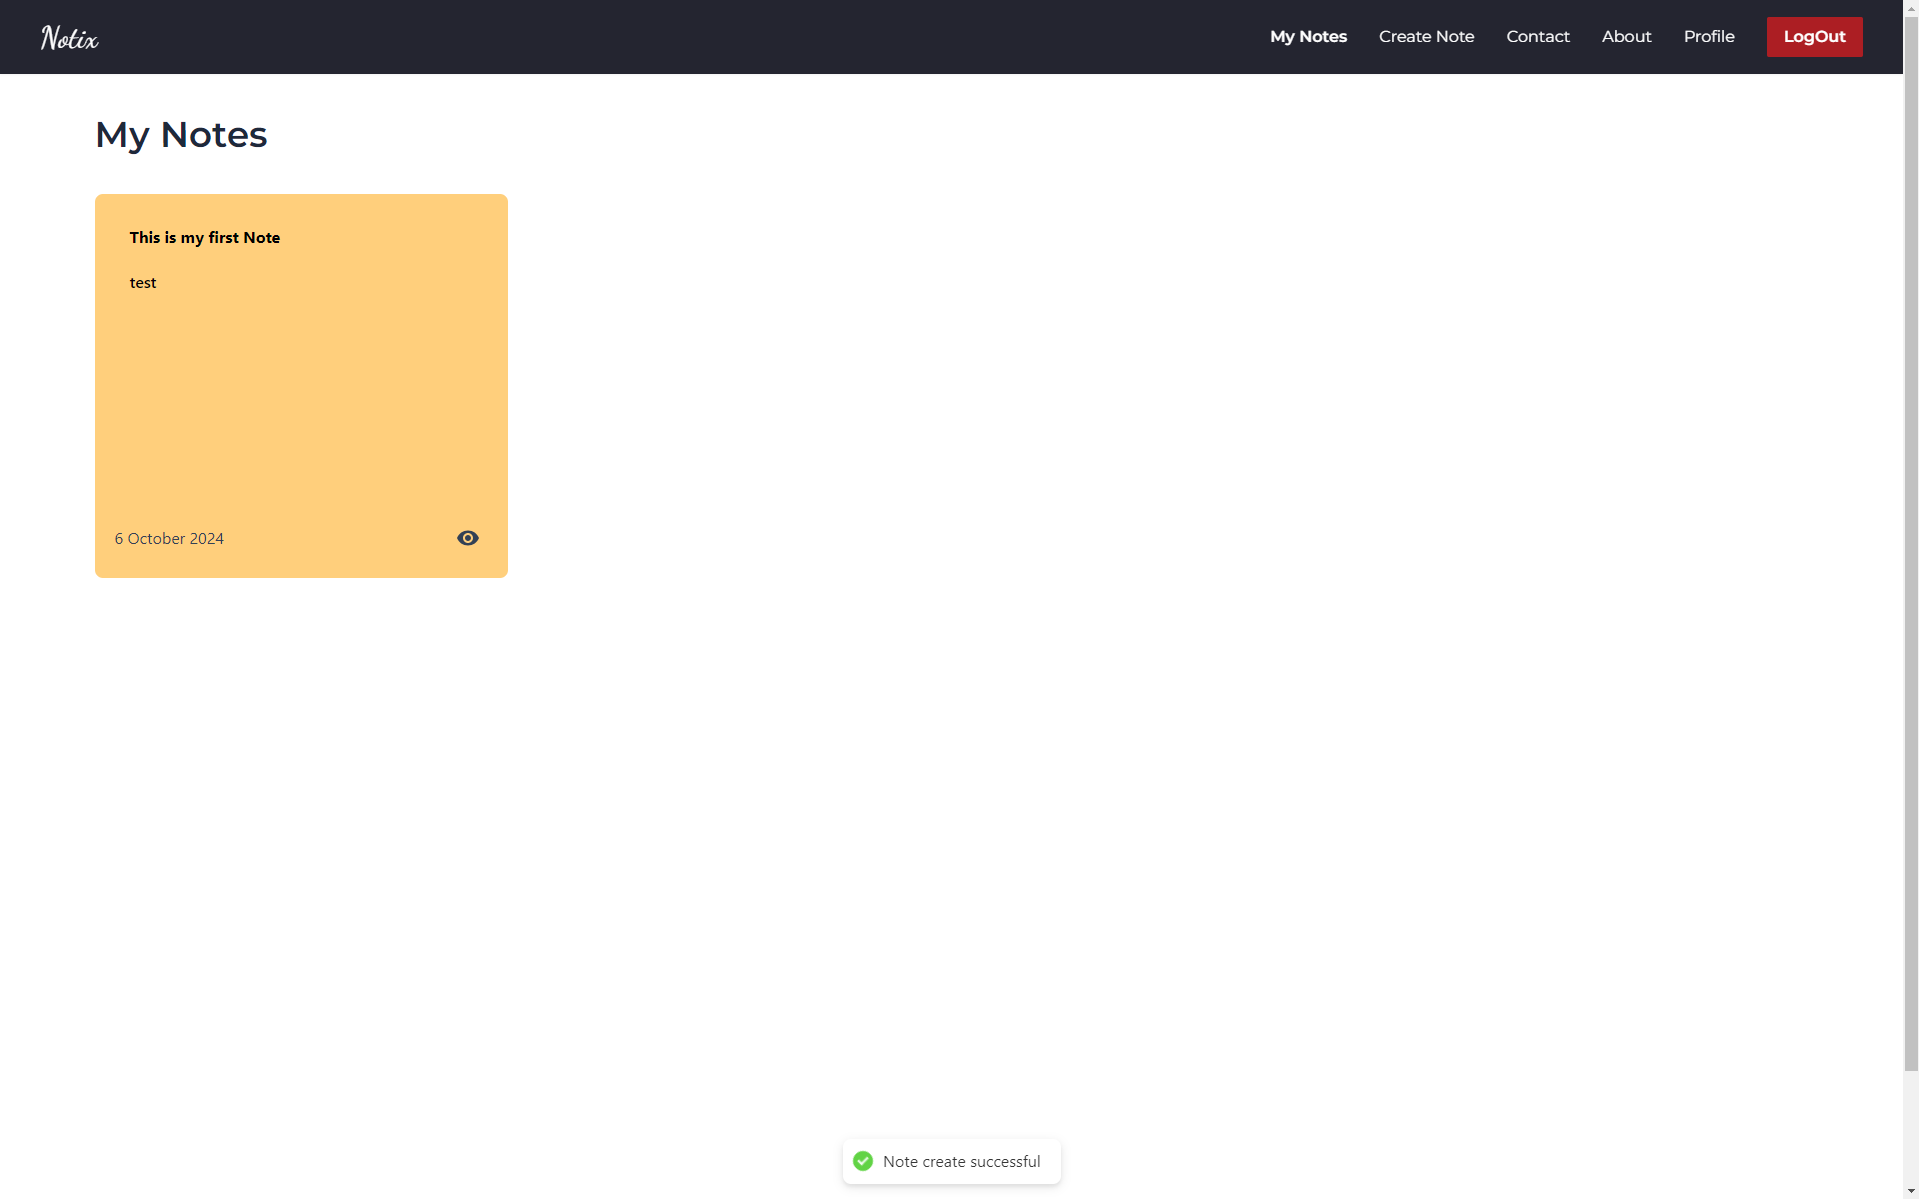 Notix
My Notes
Create Note
Contact
About
Profile
LogOut
My Notes
This is my first Note
test
6 October 2024
Note create successful